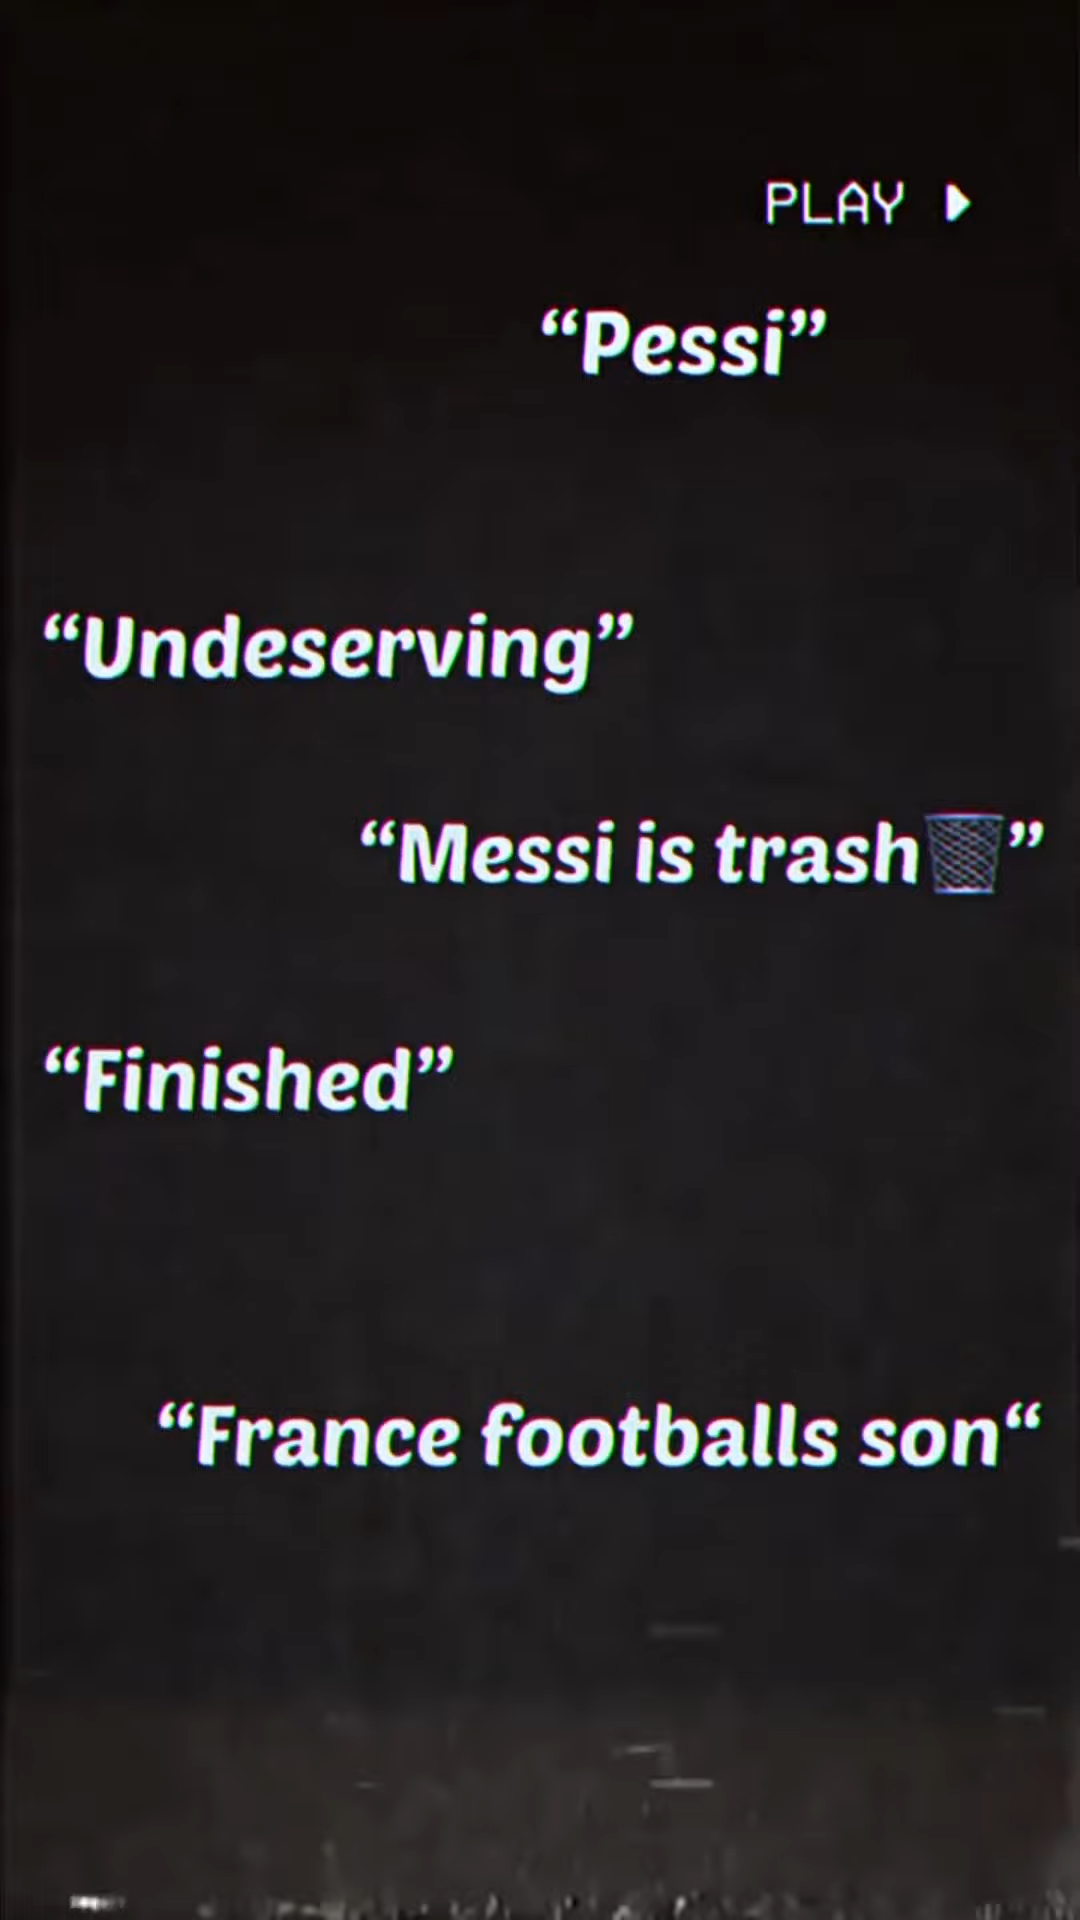 PLAY ▶
“Pessi”
“Undeserving”
“Messi is trash🗑️”
“Finished”
“France footballs son“